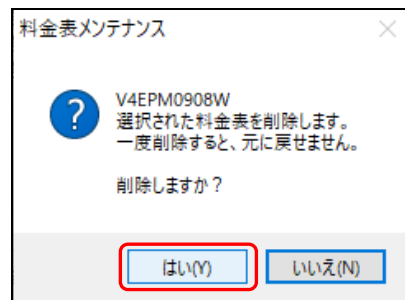 料金表メンテナンス
V4EPM0908W
選択された料金表を削除します。
一度削除すると、元に戻せません。
削除しますか？
はい(Y)
いいえ(N)